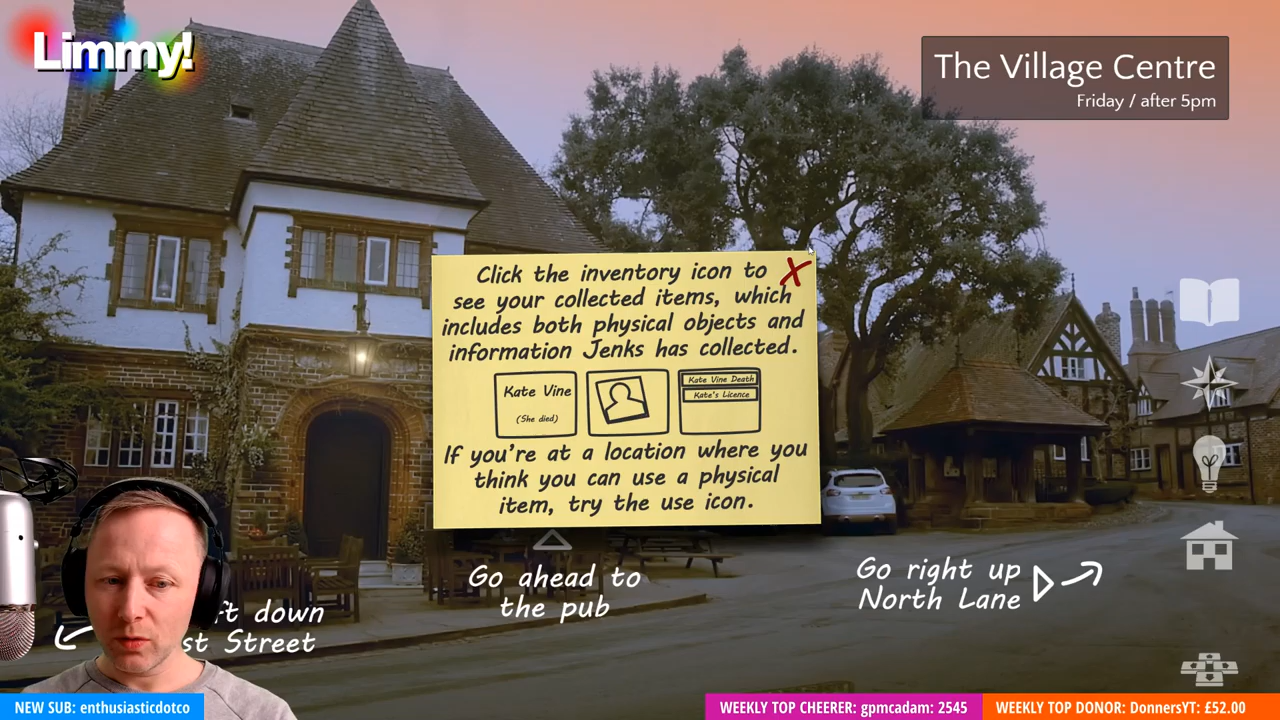 Limmy!
The Village Centre
Friday / after 5pm
Click the inventory icon to
see your collected items, which
includes both physical objects and
information Jenks has collected.
Kate Vine
(She died)
Kate Vine Death
Kate's Licence
If you're at a location where you
think you can use a physical
item, try the use icon.
Go ahead to
the pub
Go right up
North Lane
down
Street
NEW SUB: enthusiasticdotco
WEEKLY TOP CHEERER: gpmcadam: 2545
WEEKLY TOP DONOR: DonnersYT: £52.00